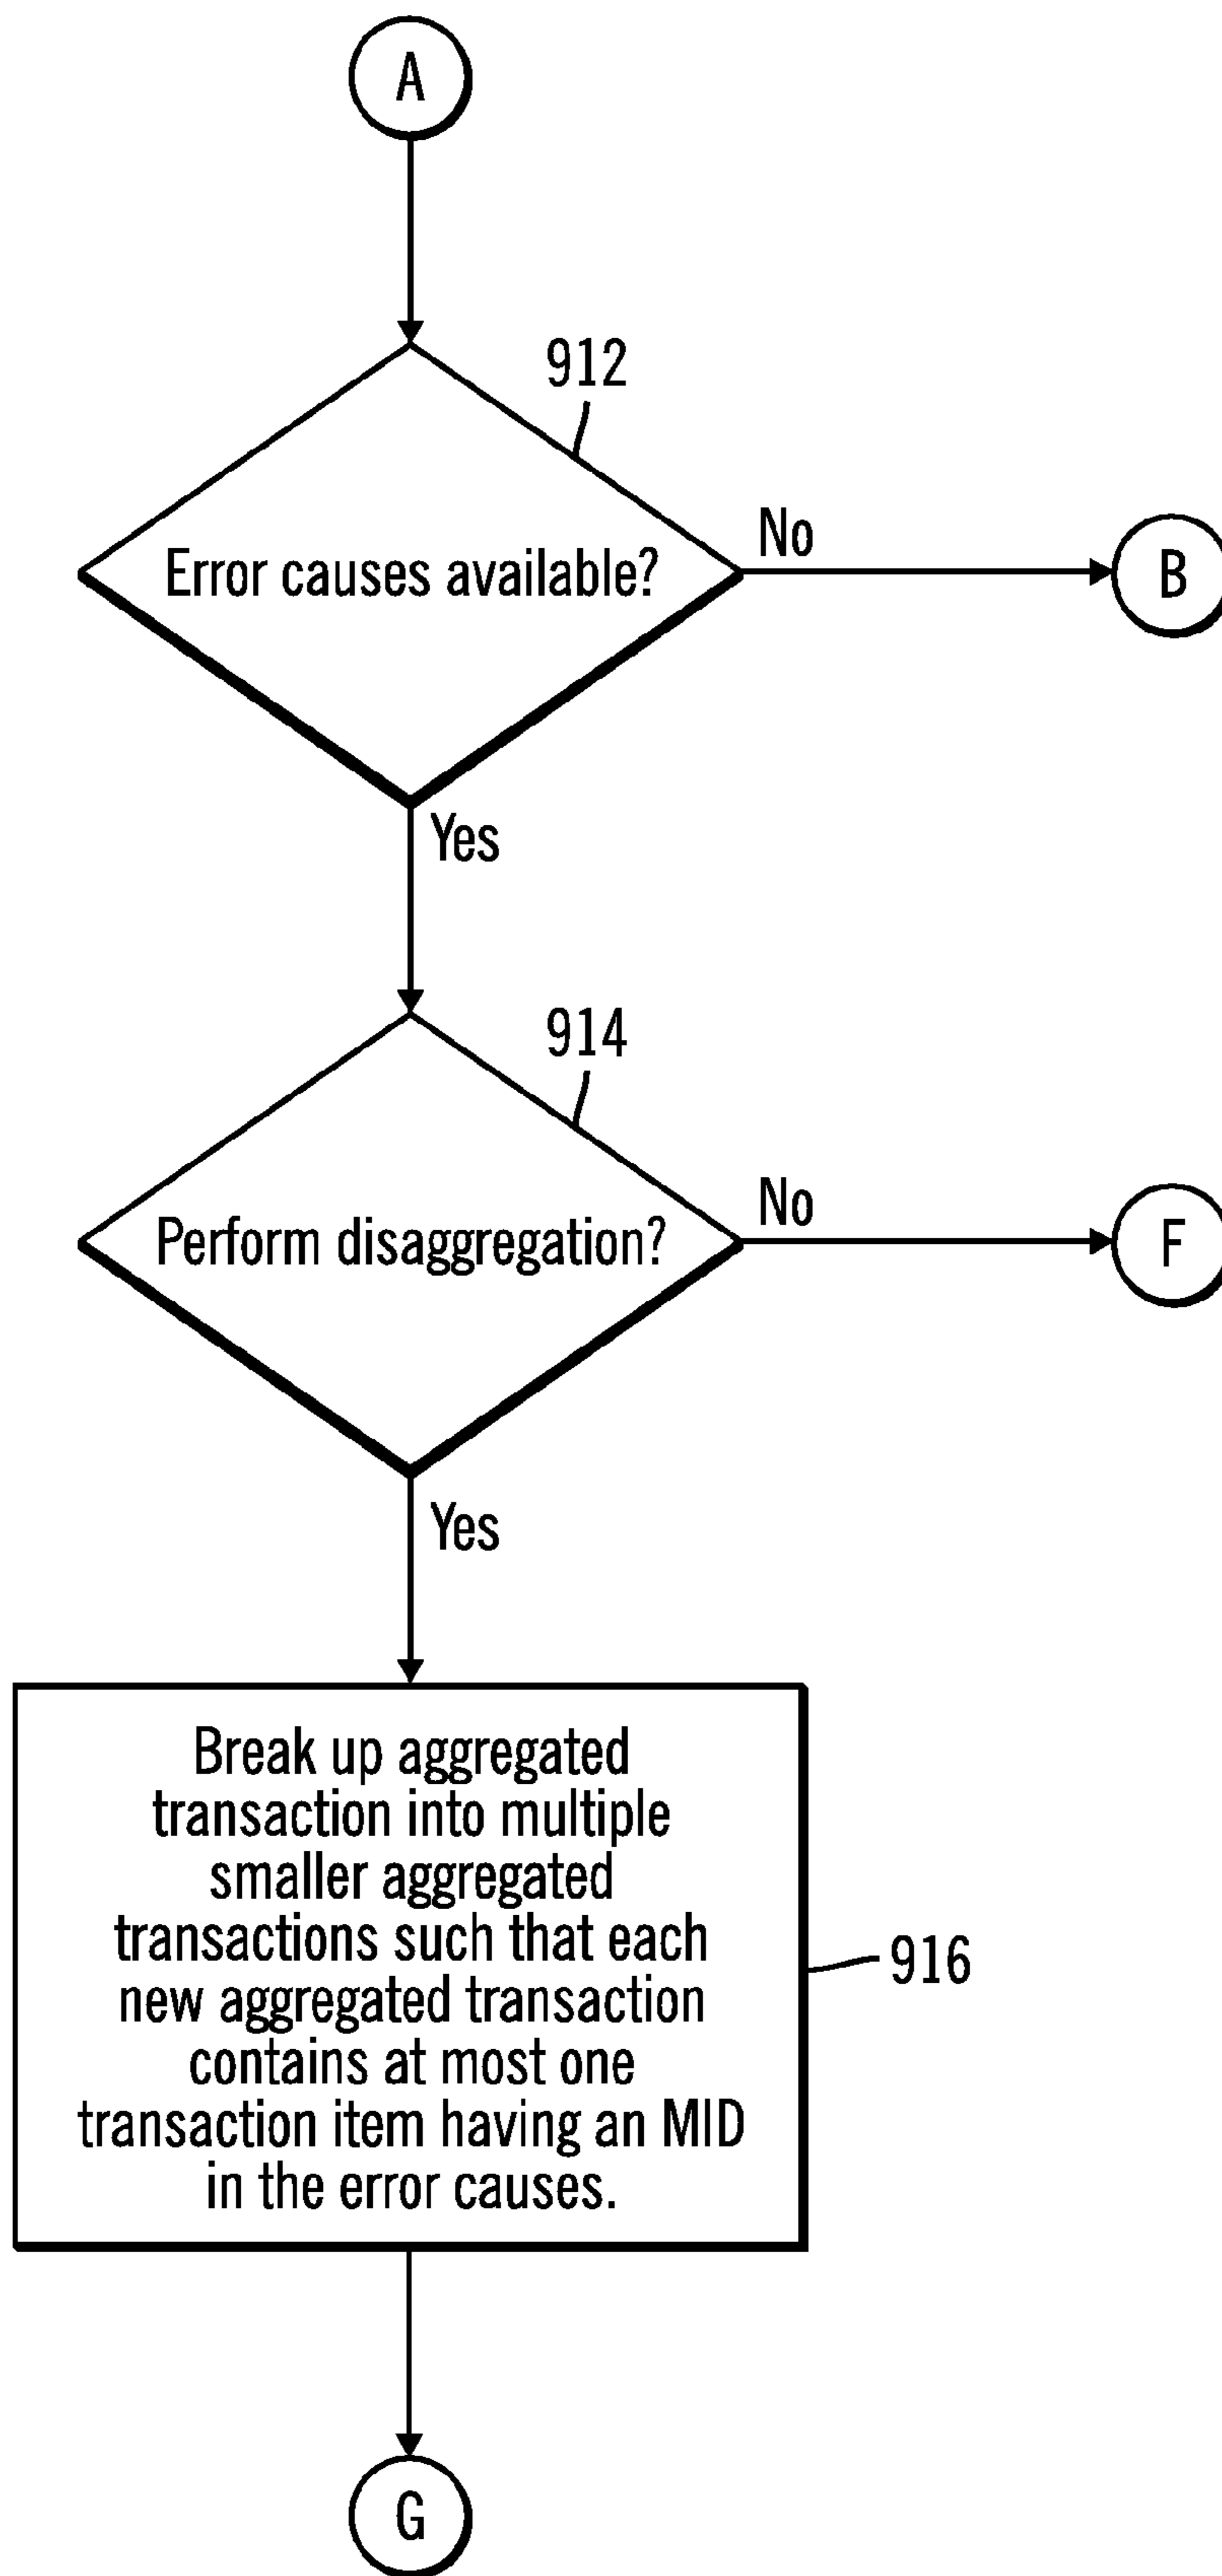 A
912
Error causes available?
No
B
Yes
914
Perform disaggregation?
No
F
Yes
Break up aggregated
transaction into multiple
smaller aggregated
transactions such that each
new aggregated transaction
contains at most one
transaction item having an MID
in the error causes.
916
G